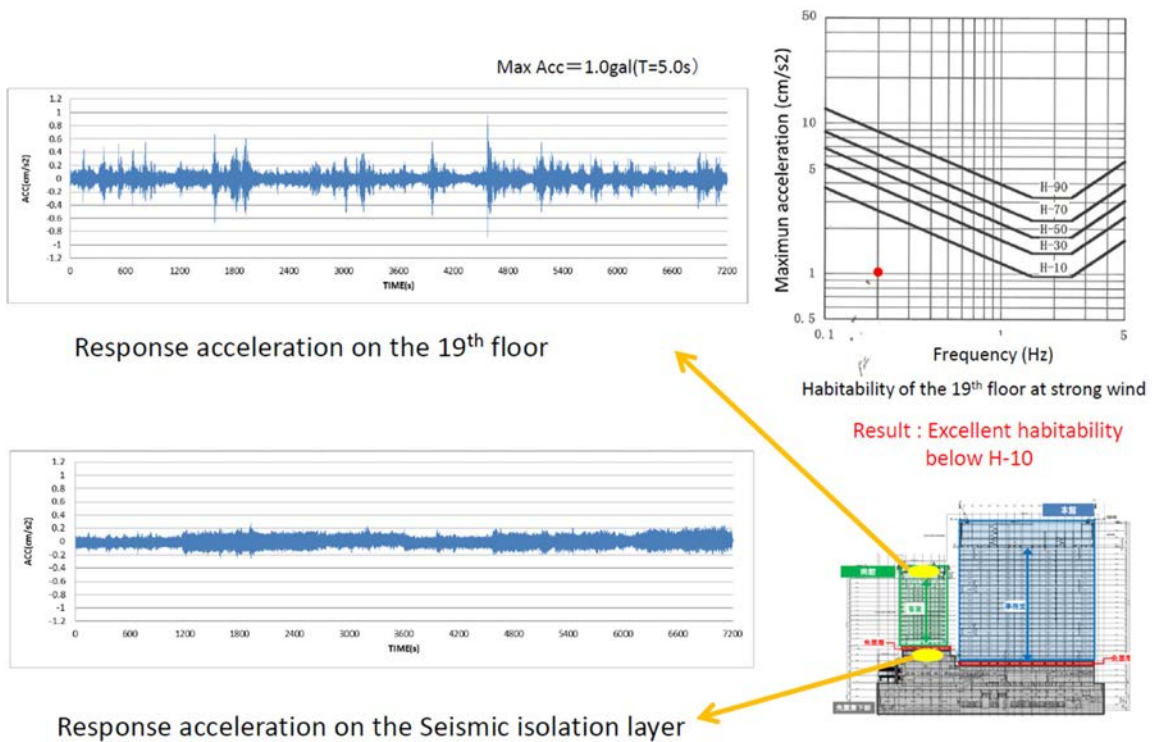 Max Acc＝1.0gal(T=5.0s)
ACC(cm/s2)
1.2
1
0.8
0.6
0.4
0.2
0
-0.2
-0.4
-0.6
-0.8
-1
-1.2
0 600 1200 1800 2400 3000 3600 4200 4800 5400 6000 6600 7200
TIME(s)
Response acceleration on the 19th floor
Maximun acceleration (cm/s2)
50
10
5
1
0.5
H-90
H-70
H-50
H-30
H-10
0.1 1 5
Frequency (Hz)
Habitability of the 19th floor at strong wind
Result : Excellent habitability
below H-10
ACC(cm/s2)
1.2
1
0.8
0.6
0.4
0.2
0
-0.2
-0.4
-0.6
-0.8
-1
-1.2
0 600 1200 1800 2400 3000 3600 4200 4800 5400 6000 6600 7200
TIME(s)
Response acceleration on the Seismic isolation layer
本館